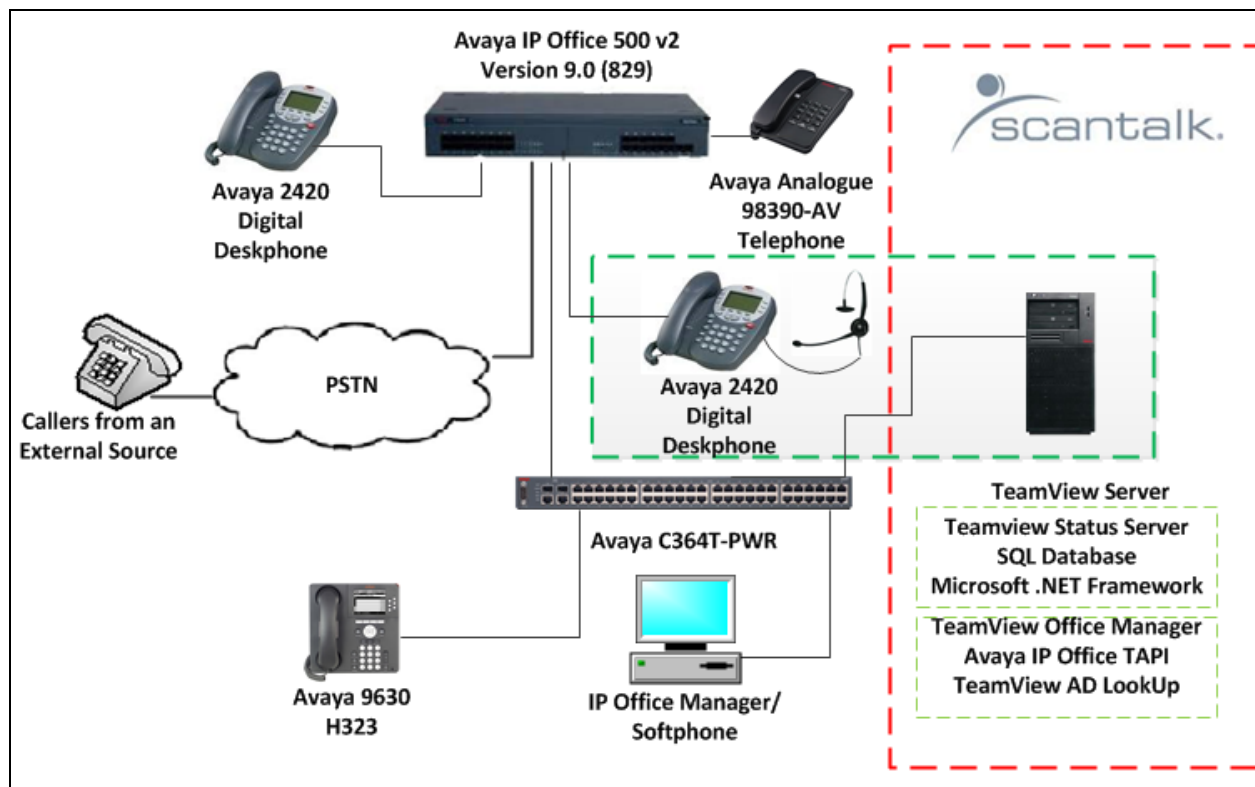 Avaya IP Office 500 v2
Version 9.0 (829)
scantalk.
Avaya 2420
Digital
Deskphone
Avaya Analogue
98390-AV
Telephone
PSTN
Callers from an
External Source
Avaya 2420
Digital
Deskphone
TeamView Server
Teamview Status Server
SQL Database
Microsoft .NET Framework
Avaya C364T-PWR
TeamView Office Manager
Avaya IP Office TAPI
TeamView AD LookUp
Avaya 9630
H323
IP Office Manager/
Softphone